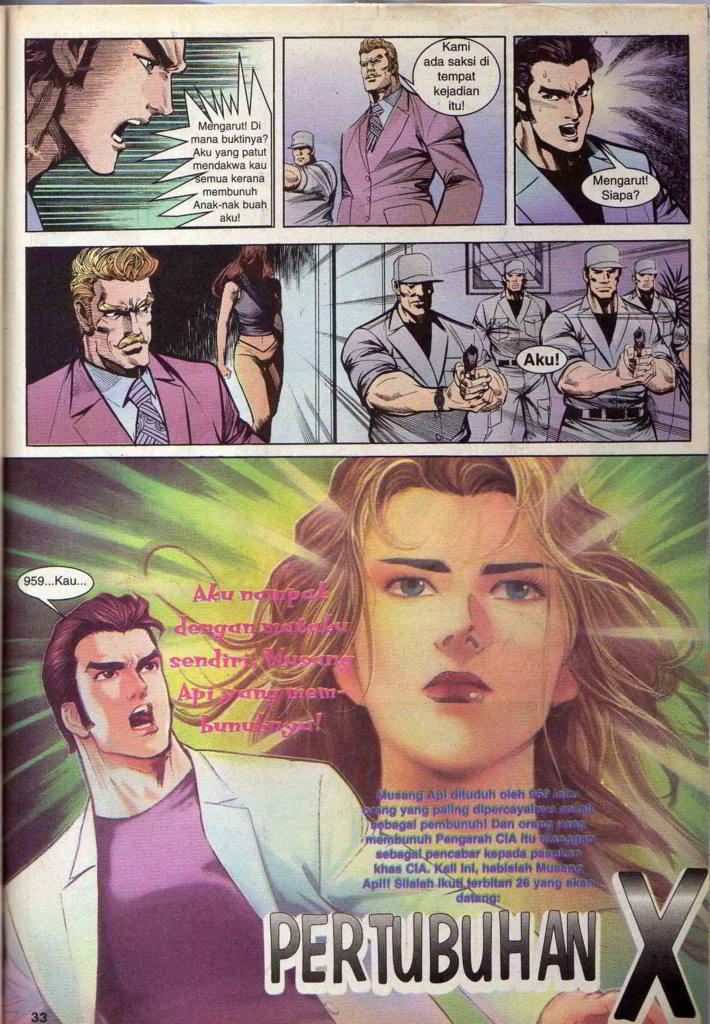 Mengarut! Di
mana buktinya?
Aku yang patut
mendakwa kau
semua kerana
membunuh
Anak-nak buah
aku!
Kami
ada saksi di
tempat
kejadian
itu!
Mengarut!
Siapa?
Aku!
959...Kau...
Aku nampak
dengan mataku
sendiri, Musang
Api yang mem-
bunuhnya!
Musang Api dituduh oleh 959 iaitu
orang yang paling dipercayainya
sebagai pembunuh! Dan orang yang
membunuh Pengarah CIA itu dianggap
sebagai pencabar kepada pasukan
khas CIA. Kali ini, habislah Musang
Api!! Silalah ikuti terbitan 26 yang akan
datang:
PERTUBUHAN X
33